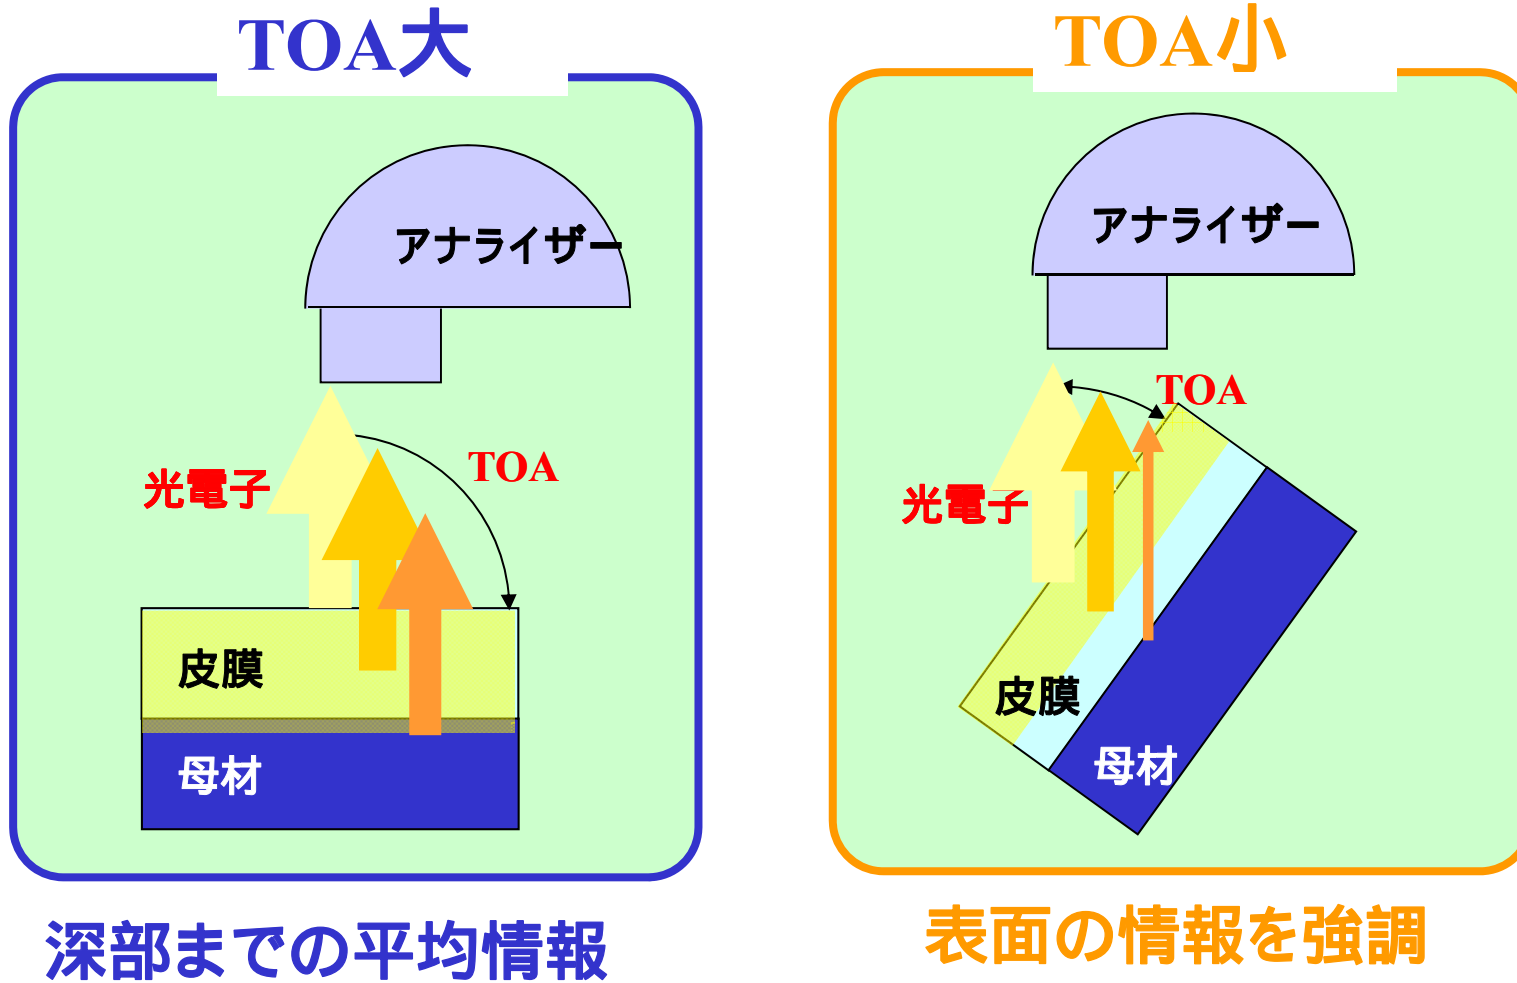 TOA大
アナライザー
光電子
TOA
皮膜
母材
深部までの平均情報
TOA小
アナライザー
TOA
光電子
皮膜
母材
表面の情報を強調